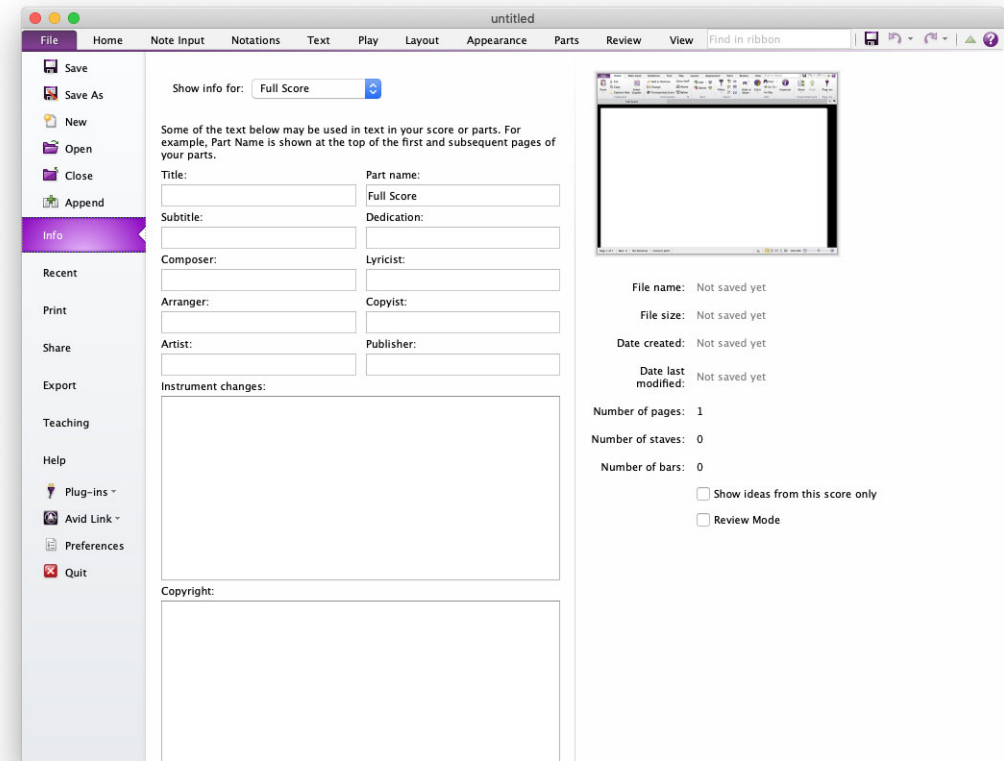 untitled
File Home Note Input Notations Text Play Layout Appearance Parts Review View Find in ribbon
Save
Save As
New
Open
Close
Append
Info
Recent
Print
Share
Export
Teaching
Help
Plug-ins
Avid Link
Preferences
Quit
Show info for: Full Score
Some of the text below may be used in text in your score or parts. For
example, Part Name is shown at the top of the first and subsequent pages of
your parts.
Title: Part name:
Full Score
Subtitle: Dedication:
Composer: Lyricist:
Arranger: Copyist:
Artist: Publisher:
Instrument changes:
Copyright:
File name: Not saved yet
File size: Not saved yet
Date created: Not saved yet
Date last
modified: Not saved yet
Number of pages: 1
Number of staves: 0
Number of bars: 0
Show ideas from this score only
Review Mode